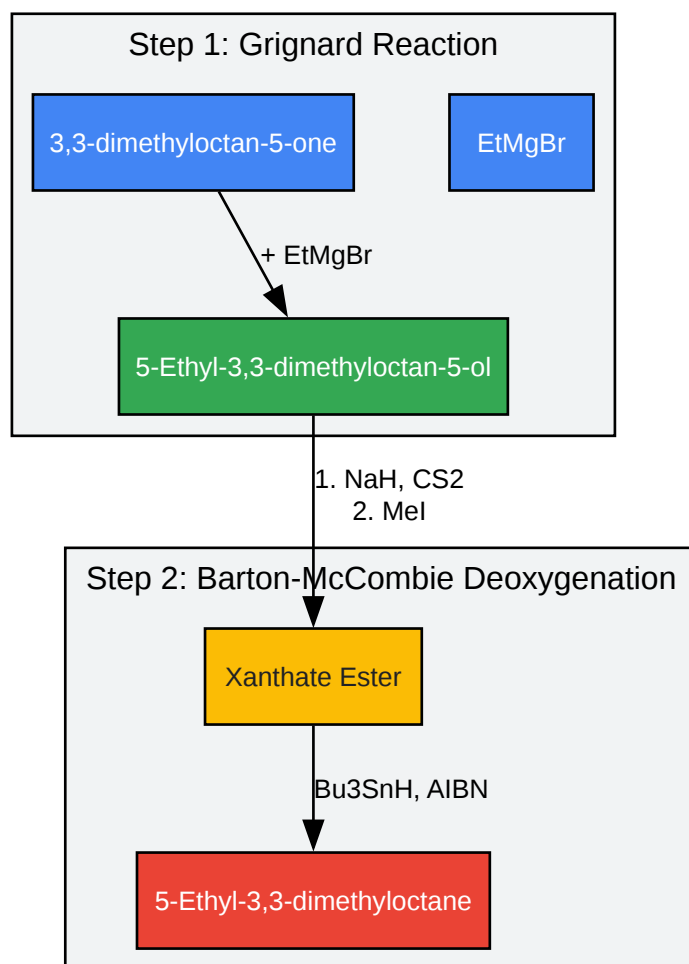 Step 1: Grignard Reaction
3,3-dimethyloctan-5-one
EtMgBr
+ EtMgBr
5-Ethyl-3,3-dimethyloctan-5-ol
1. NaH, CS2
2. MeI
Step 2: Barton-McCombie Deoxygenation
Xanthate Ester
Bu3SnH, AIBN
5-Ethyl-3,3-dimethyloctane